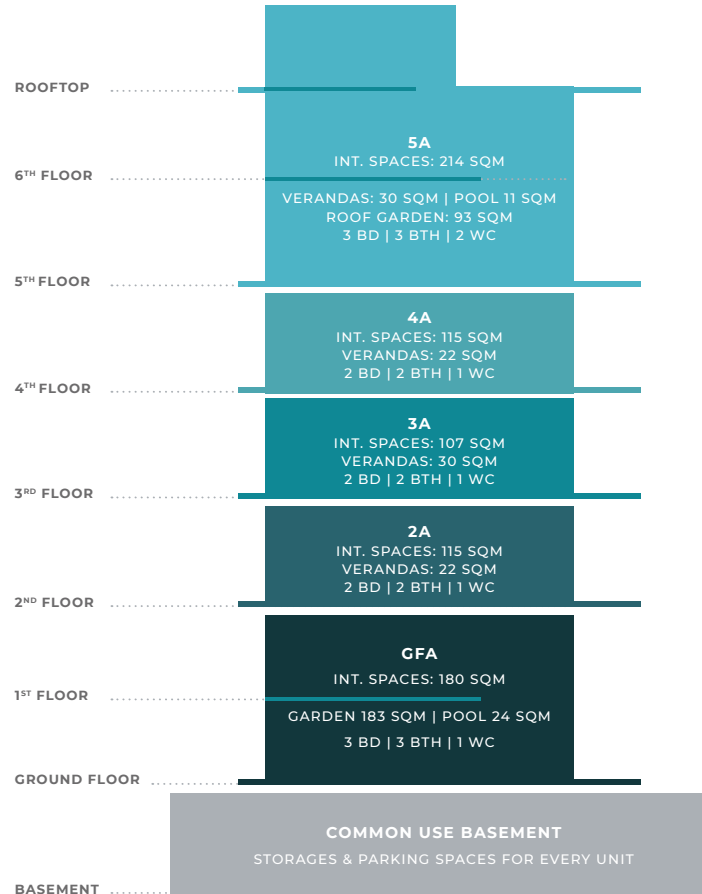 ROOFTOP
5A
INT. SPACES: 214 SQM
6TH FLOOR
VERANDAS: 30 SQM | POOL 11 SQM
ROOF GARDEN: 93 SQM
3 BD | 3 BTH | 2 WC
5TH FLOOR
4A
INT. SPACES: 115 SQM
VERANDAS: 22 SQM
2 BD | 2 BTH | 1 WC
4TH FLOOR
3A
INT. SPACES: 107 SQM
VERANDAS: 30 SQM
2 BD | 2 BTH | 1 WC
3RD FLOOR
2A
INT. SPACES: 115 SQM
VERANDAS: 22 SQM
2 BD | 2 BTH | 1 WC
2ND FLOOR
GFA
INT. SPACES: 180 SQM
1ST FLOOR
GARDEN 183 SQM | POOL 24 SQM
3 BD | 3 BTH | 1 WC
GROUND FLOOR
COMMON USE BASEMENT
STORAGES & PARKING SPACES FOR EVERY UNIT
BASEMENT